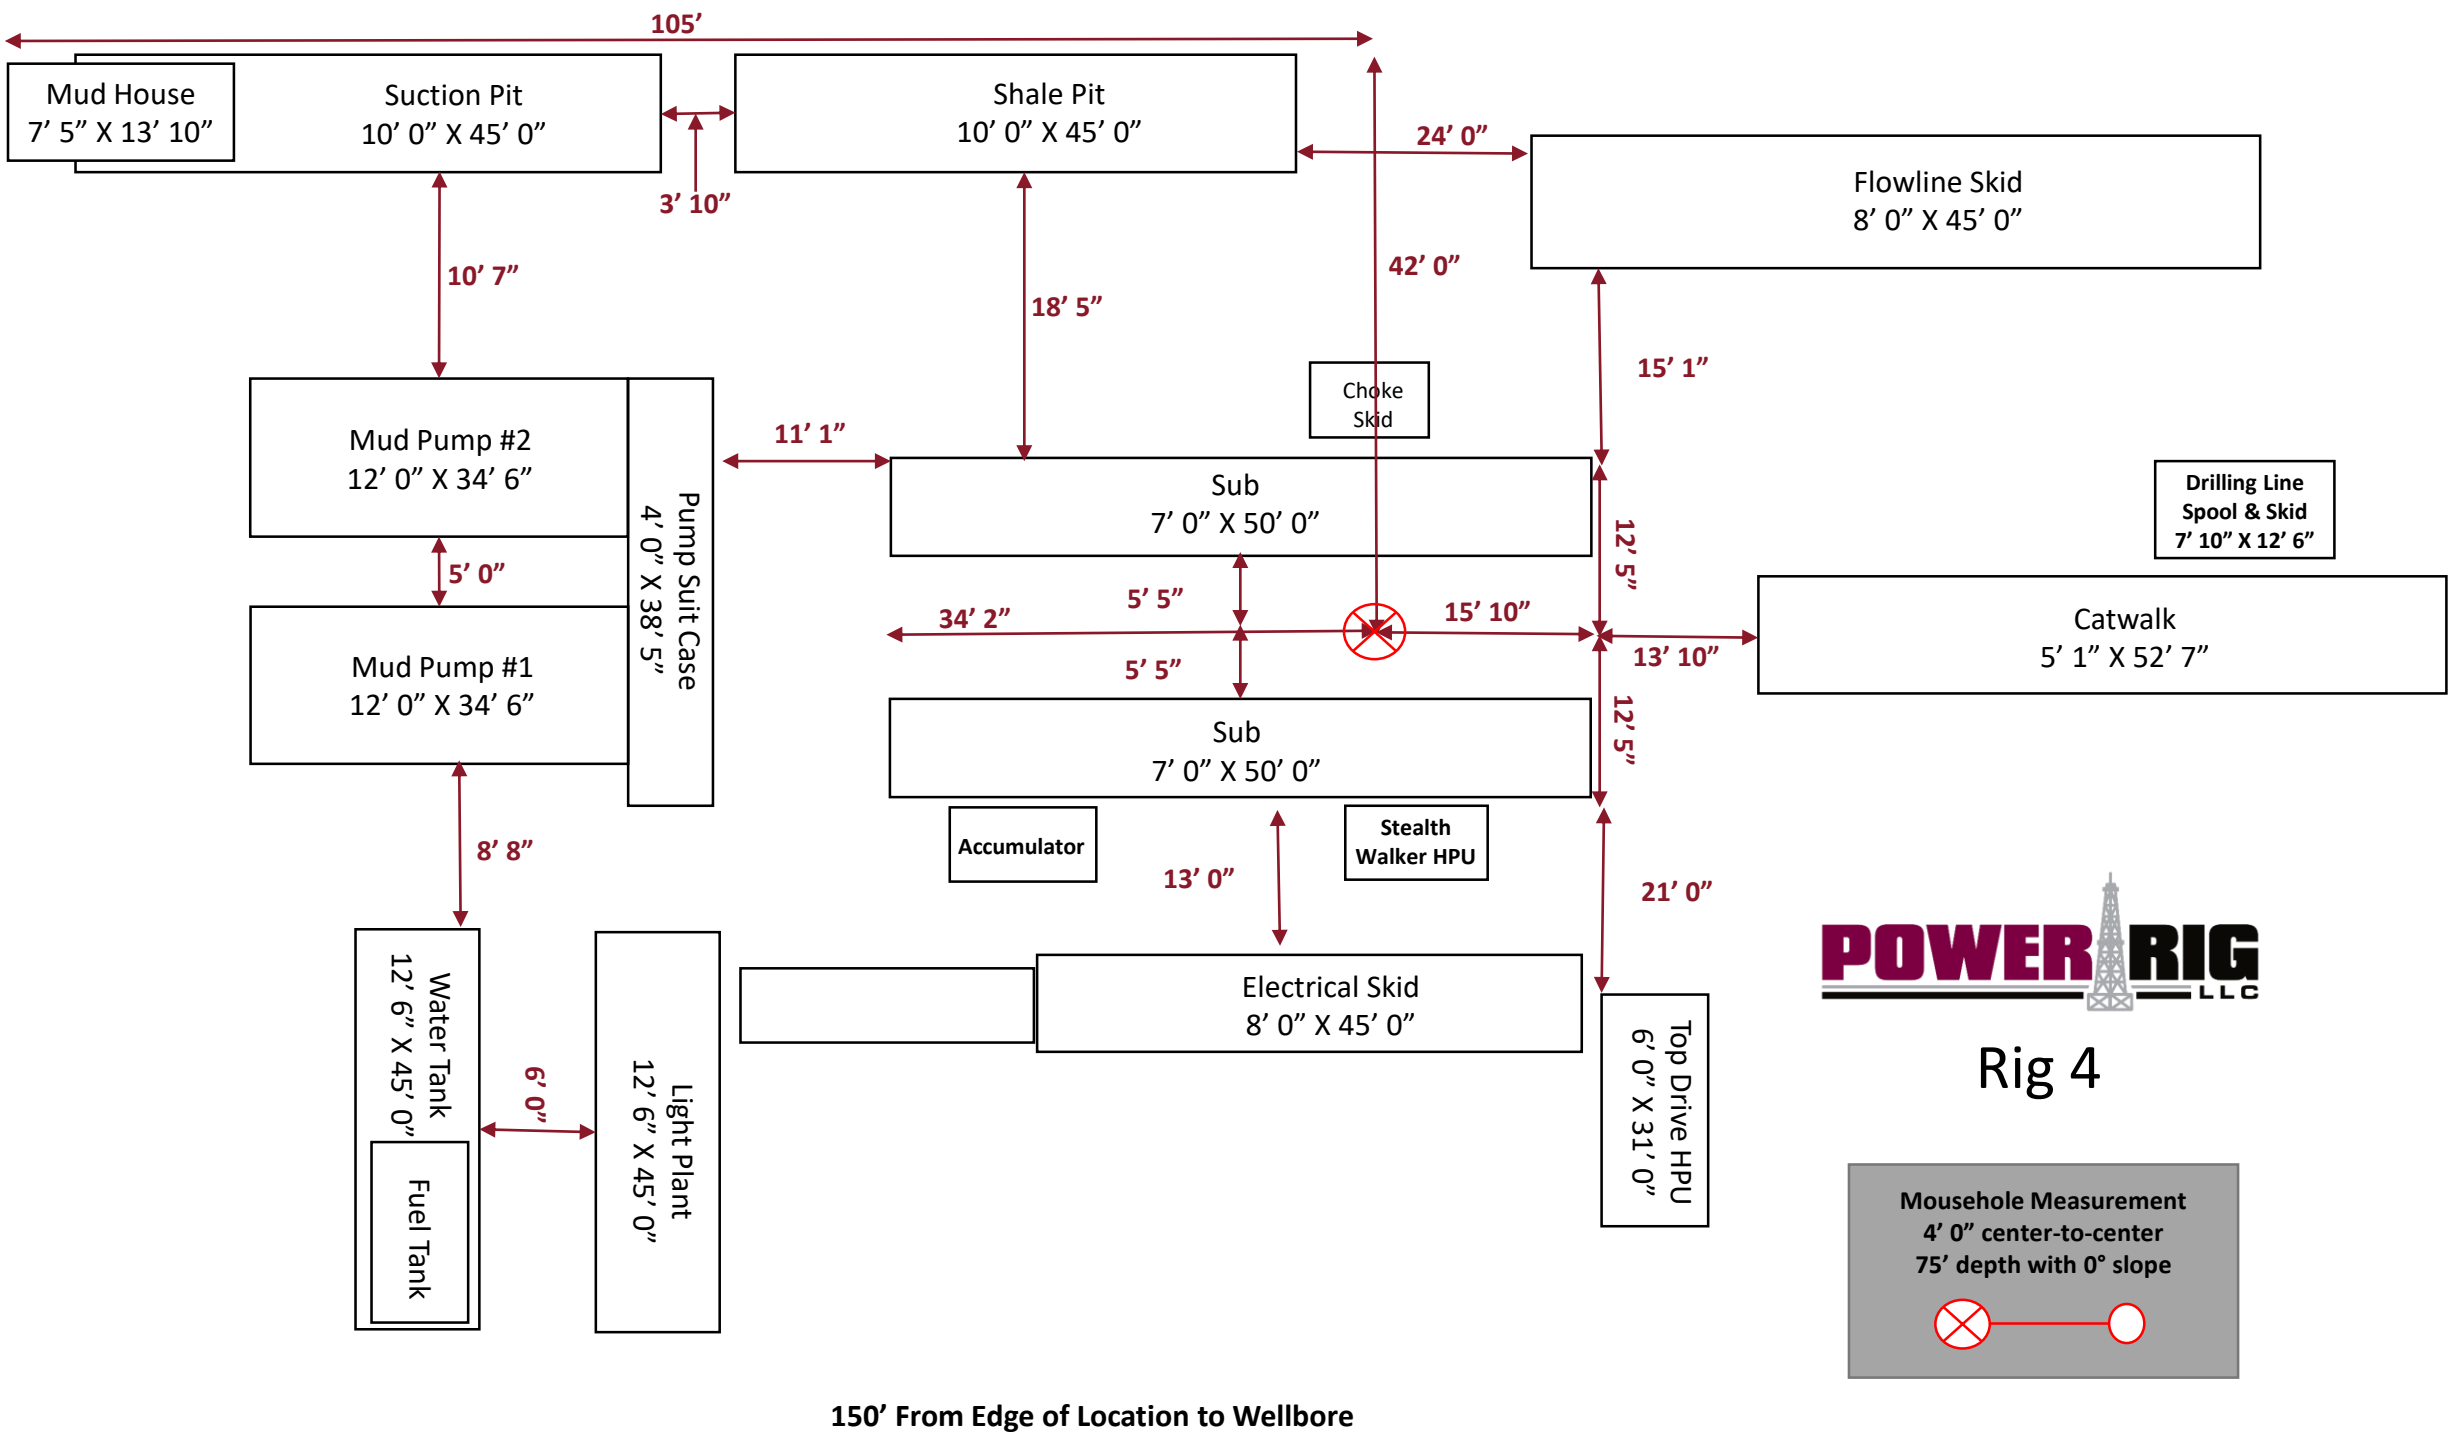 105’
Mud House
7’ 5” X 13’ 10”
Suction Pit
10’ 0” X 45’ 0”
3’ 10”
Shale Pit
10’ 0” X 45’ 0”
24’ 0”
Flowline Skid
8’ 0” X 45’ 0”
10’ 7”
18’ 5”
42’ 0”
15’ 1”
Choke
Skid
Mud Pump #2
12’ 0” X 34’ 6”
5’ 0”
Mud Pump #1
12’ 0” X 34’ 6”
Pump Suit Case
4’ 0” X 38’ 5”
11’ 1”
Sub
7’ 0” X 50’ 0”
12’ 5”
Drilling Line
Spool & Skid
7’ 10” X 12’ 6”
5’ 5”
34’ 2”
15’ 10”
13’ 10”
Catwalk
5’ 1” X 52’ 7”
5’ 5”
Sub
7’ 0” X 50’ 0”
12’ 5”
8’ 8”
Accumulator
Stealth
Walker HPU
13’ 0”
21’ 0”
Water Tank
12’ 6” X 45’ 0”
Fuel Tank
6’ 0”
Light Plant
12’ 6” X 45’ 0”
Electrical Skid
8’ 0” X 45’ 0”
Top Drive HPU
6’ 0” X 31’ 0”
POWER RIG
LLC
Rig 4
Mousehole Measurement
4’ 0” center-to-center
75’ depth with 0° slope
150’ From Edge of Location to Wellbore